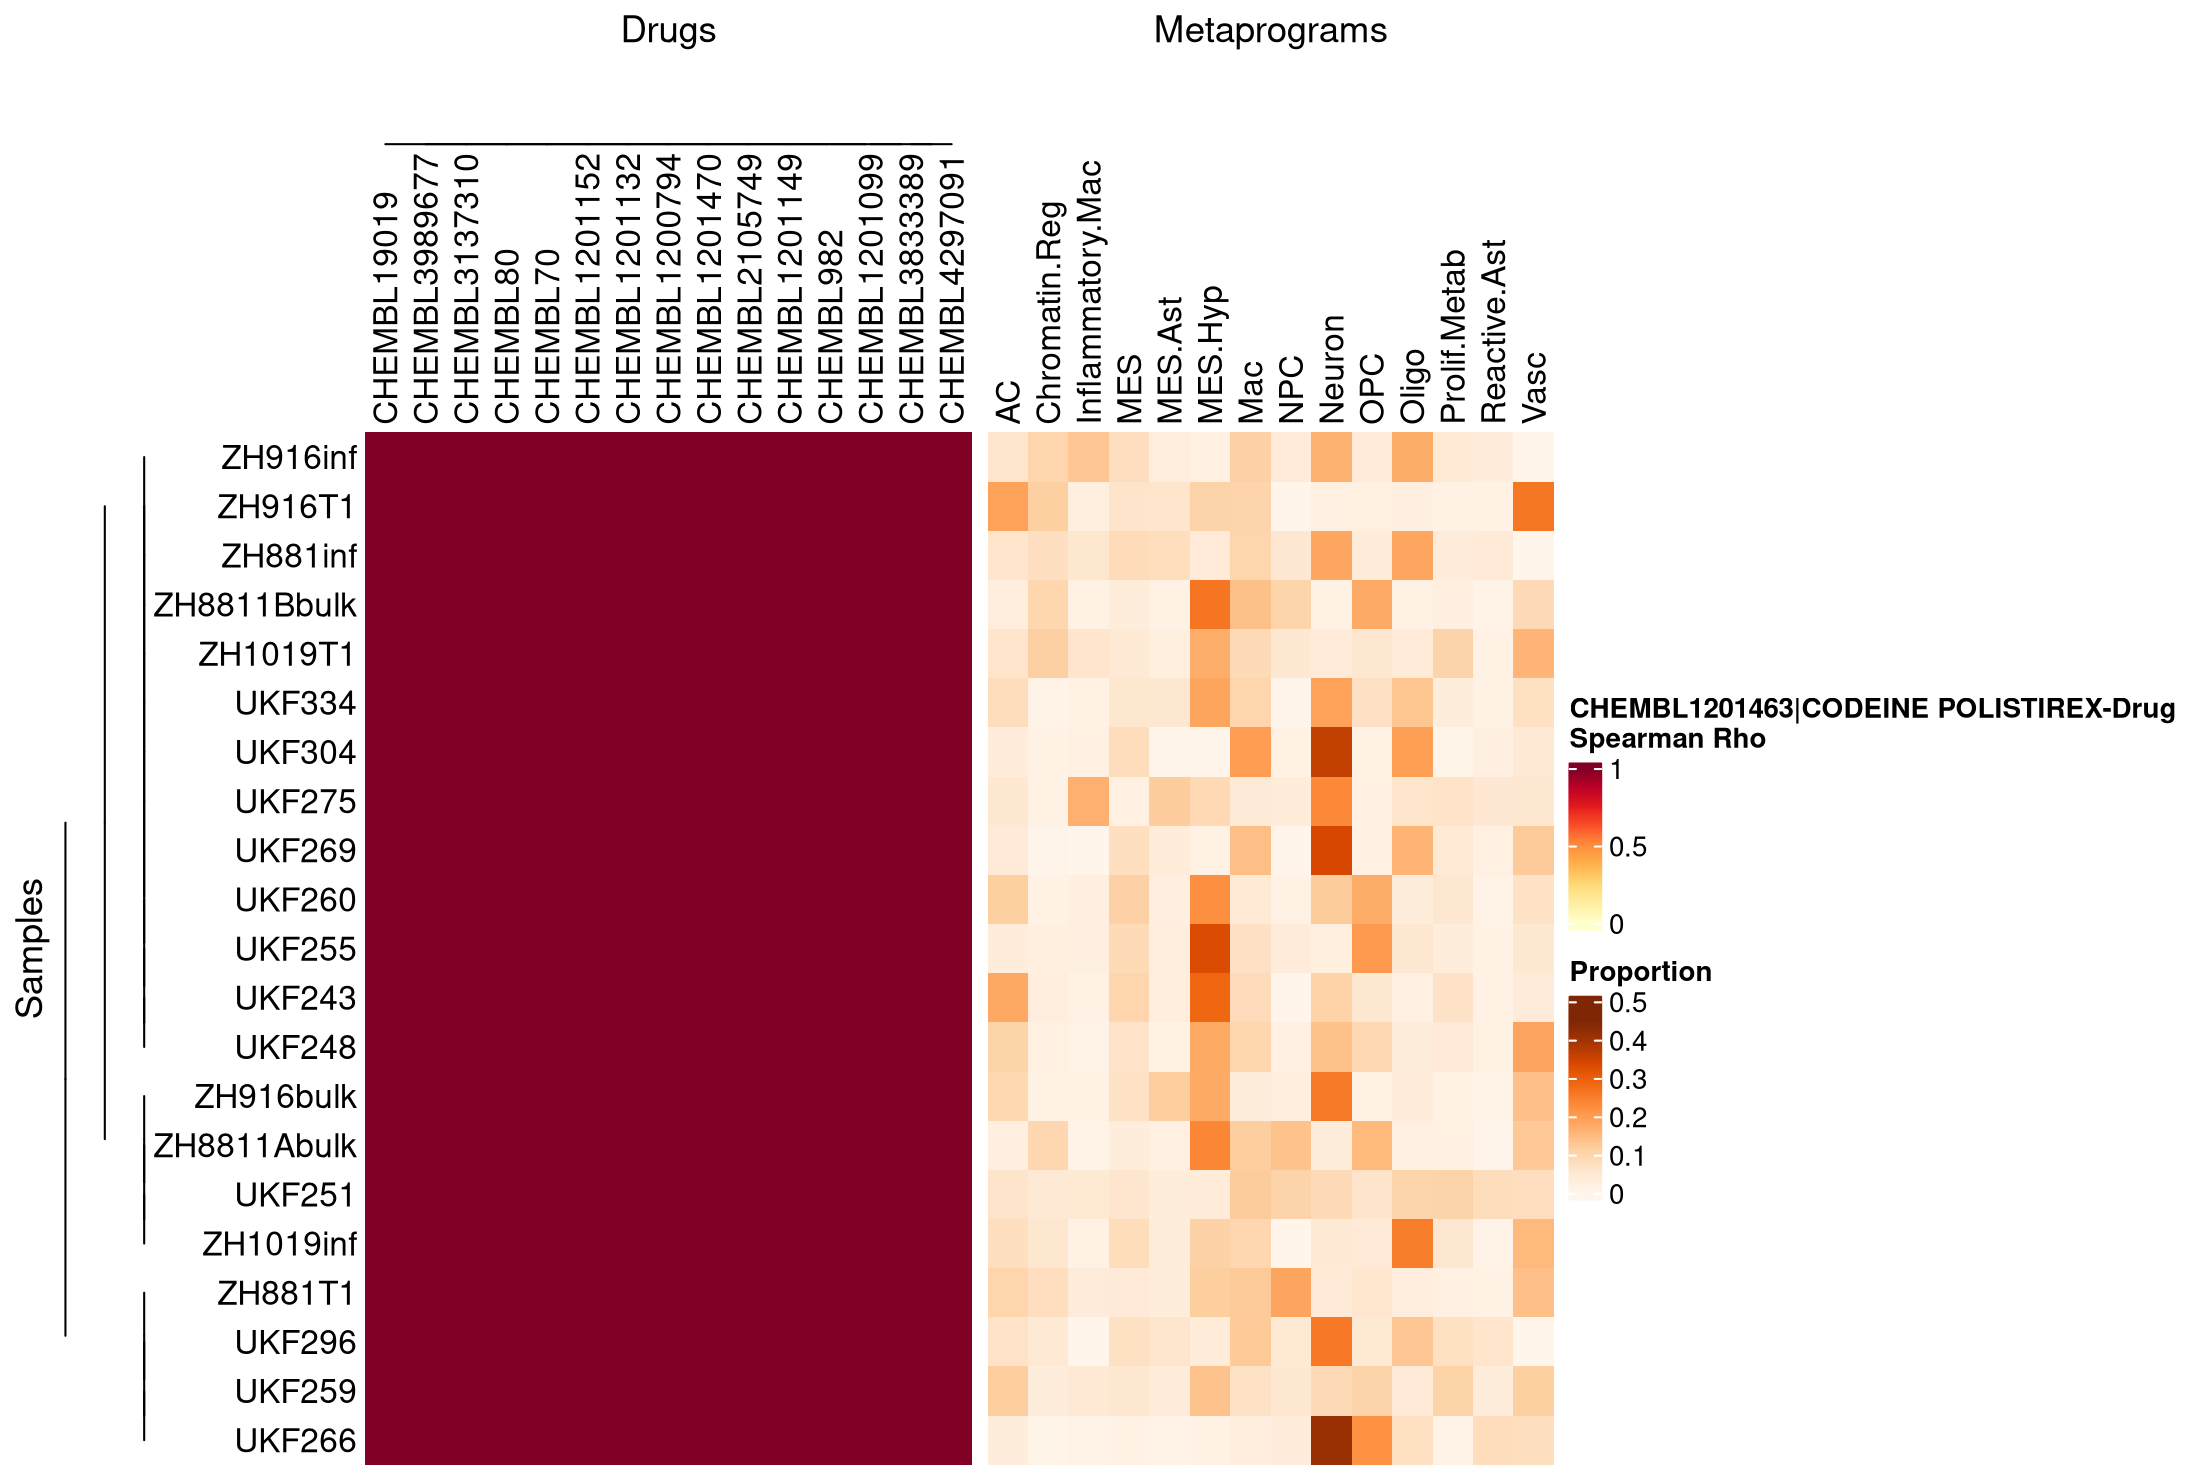 Drugs
Metaprograms
CHEMBL190019
CHEMBL3989677
CHEMBL3137310
CHEMBL80
CHEMBL70
CHEMBL1201152
CHEMBL1201132
CHEMBL1200794
CHEMBL1201470
CHEMBL2105749
CHEMBL1201149
CHEMBL982
CHEMBL1201099
CHEMBL3833389
CHEMBL4297091
AC
Chromatin.Reg
Inflammatory.Mac
MES
MES.Ast
MES.Hyp
Mac
NPC
Neuron
OPC
Oligo
Prolif.Metab
Reactive.Ast
Vasc
Samples
ZH916inf
ZH916T1
ZH881inf
ZH8811Bbulk
ZH1019T1
UKF334
UKF304
UKF275
UKF269
UKF260
UKF255
UKF243
UKF248
ZH916bulk
ZH8811Abulk
UKF251
ZH1019inf
ZH881T1
UKF296
UKF259
UKF266
CHEMBL1201463|CODEINE POLISTIREX-Drug
Spearman Rho
1
0.5
0
Proportion
0.5
0.4
0.3
0.2
0.1
0